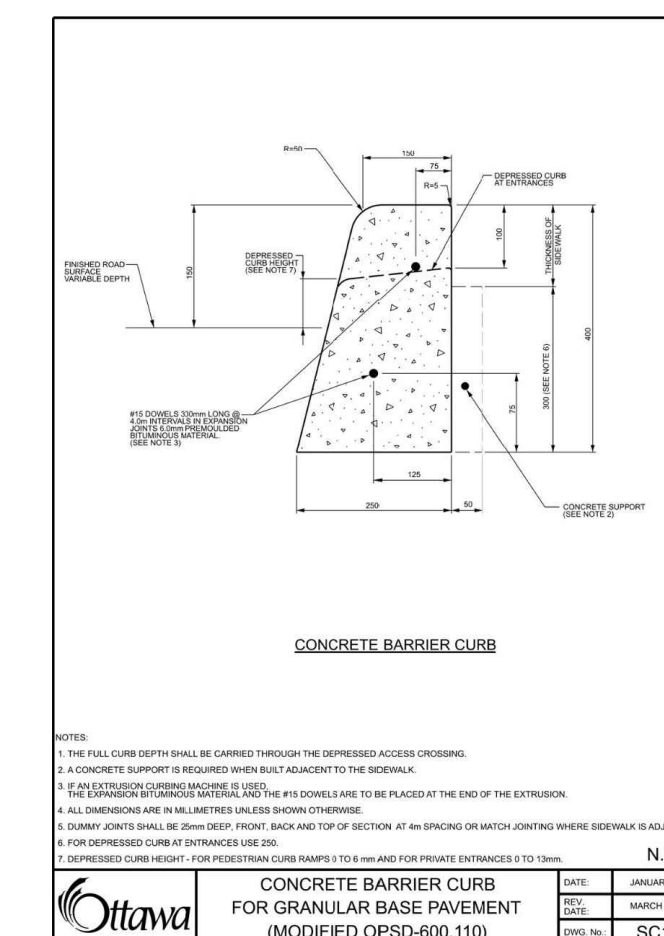 150
75
R=50
R=5
DEPRESSED CURB
AT ENTRANCES
100
THICKNESS OF
SIDEWALK
FINISHED ROAD
SURFACE
VARIABLE DEPTH
150
DEPRESSED
CURB HEIGHT
(SEE NOTE 7)
400
300 (SEE NOTE 6)
75
#15 DOWELS 300mm LONG @
4.0m INTERVALS IN EXPANSION
JOINTS 6.0mm PREMOULDED
BITUMINOUS MATERIAL.
(SEE NOTE 3)
125
250
50
CONCRETE SUPPORT
(SEE NOTE 2)
CONCRETE BARRIER CURB
NOTES:
1. THE FULL CURB DEPTH SHALL BE CARRIED THROUGH THE DEPRESSED ACCESS CROSSING.
2. A CONCRETE SUPPORT IS REQUIRED WHEN BUILT ADJACENT TO THE SIDEWALK.
3. IF AN EXTRUSION CURBING MACHINE IS USED,
THE EXPANSION BITUMINOUS MATERIAL AND THE #15 DOWELS ARE TO BE PLACED AT THE END OF THE EXTRUSION.
4. ALL DIMENSIONS ARE IN MILLIMETRES UNLESS SHOWN OTHERWISE.
5. DUMMY JOINTS SHALL BE 25mm DEEP, FRONT, BACK AND TOP OF SECTION AT 4m SPACING OR MATCH JOINTING WHERE SIDEWALK IS ADJ
6. FOR DEPRESSED CURB AT ENTRANCES USE 250.
7. DEPRESSED CURB HEIGHT - FOR PEDESTRIAN CURB RAMPS 0 TO 6 mm AND FOR PRIVATE ENTRANCES 0 TO 13mm.
N.
Ottawa
CONCRETE BARRIER CURB
FOR GRANULAR BASE PAVEMENT
(MODIFIED OPSD-600.110)
DATE: JANUAR
REV.
DATE: MARCH
DWG. No.: SC